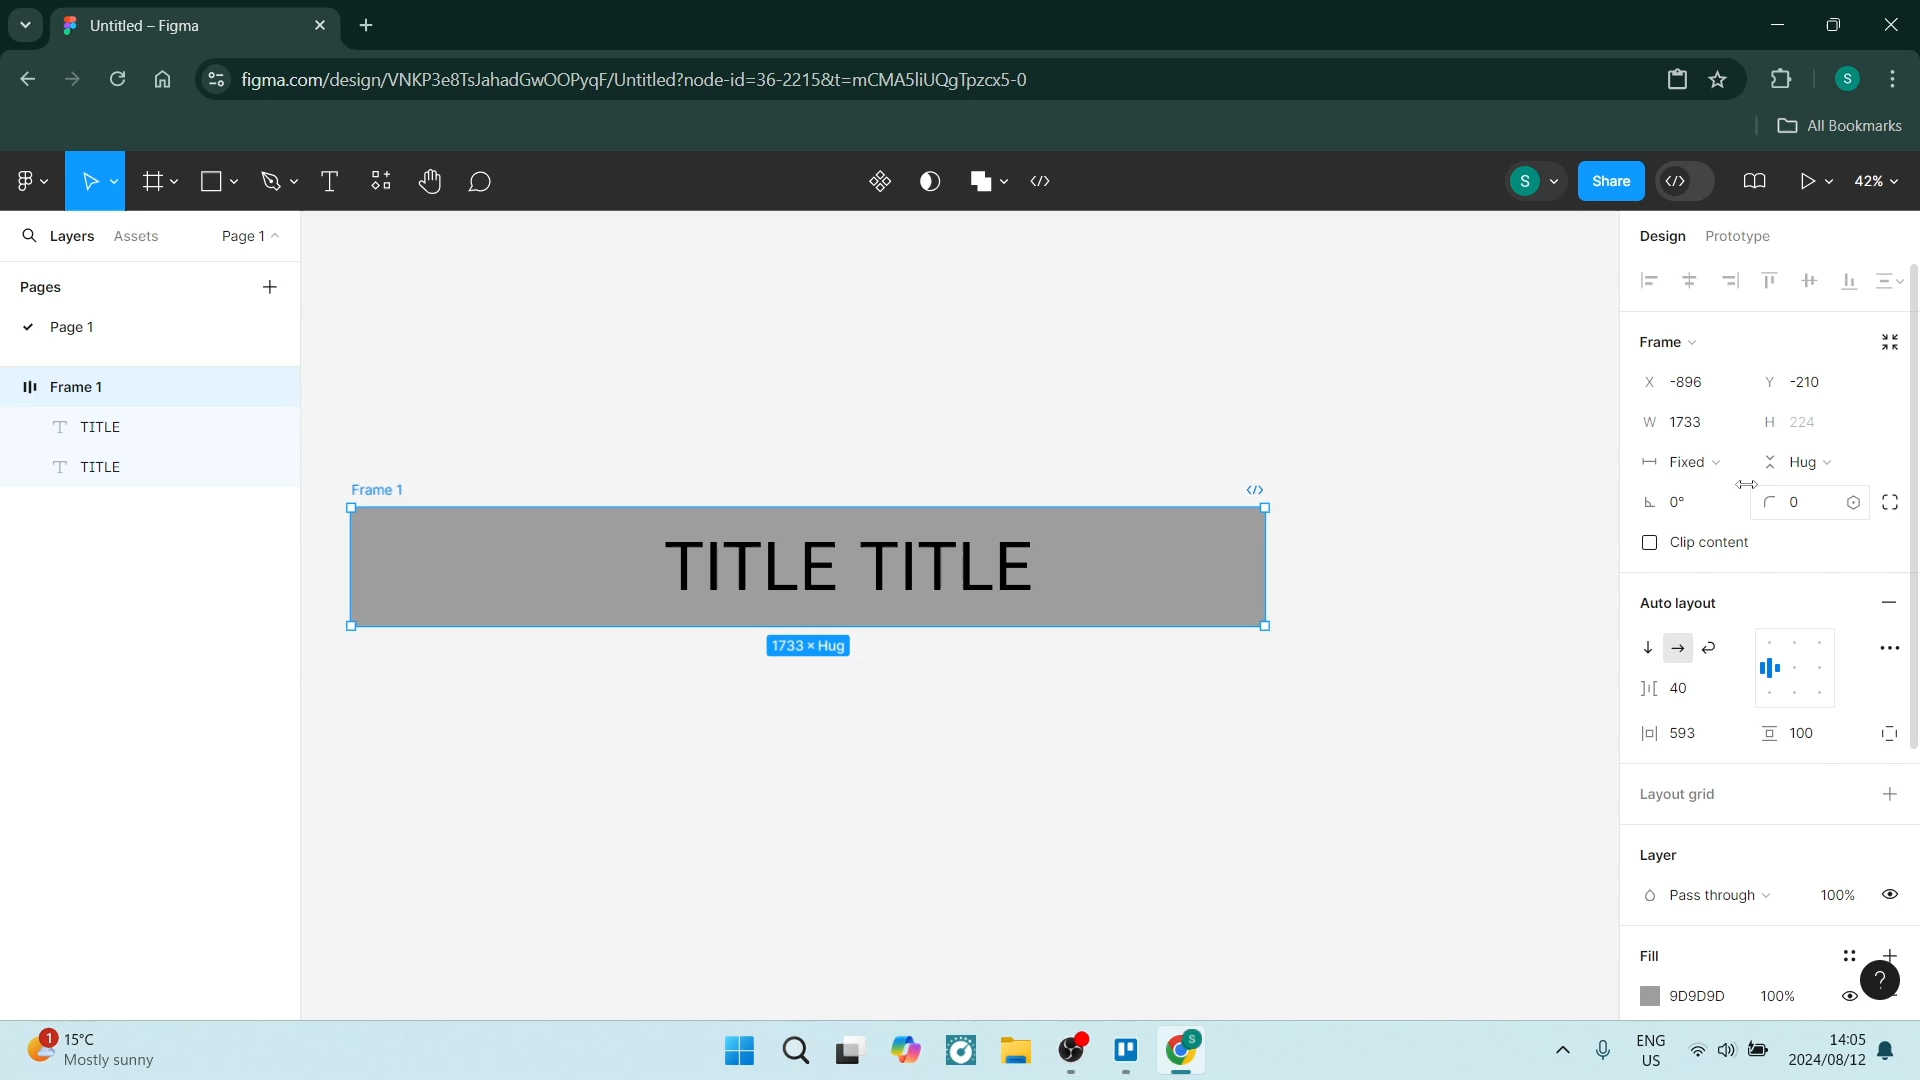 Untitled – Figma
figma.com/design/VNKP3e8TsJahadGwOOPyqF/Untitled?node-id=36-2215&t=mCMA5liUQgTpzcx5-0
S
All Bookmarks
S
Share
42%
Layers Assets Page 1
Design Prototype
Pages
Page 1
Frame 1
TITLE
TITLE
Frame 1
TITLE TITLE
1733 × Hug
Frame
X -896 Y -210
W 1733 H 224
Fixed Hug
0° 0
Clip content
Auto layout
40
593 100
Layout grid
Layer
Pass through 100%
Fill
9D9D9D 100%
?
1 15°C
Mostly sunny
S
ENG
US
14:05
2024/08/12